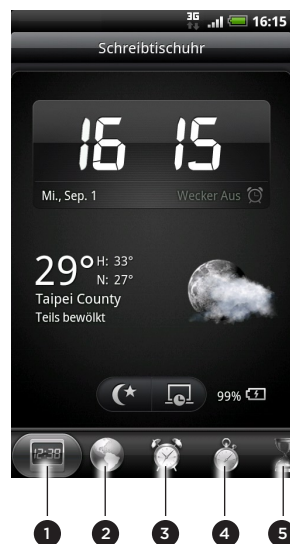 3G 16:15
Schreibtischuhr
16 15
Mi., Sep. 1 Wecker Aus
29° H: 33°
N: 27°
Taipei County
Teils bewölkt
99%
12:38
1 2 3 4 5